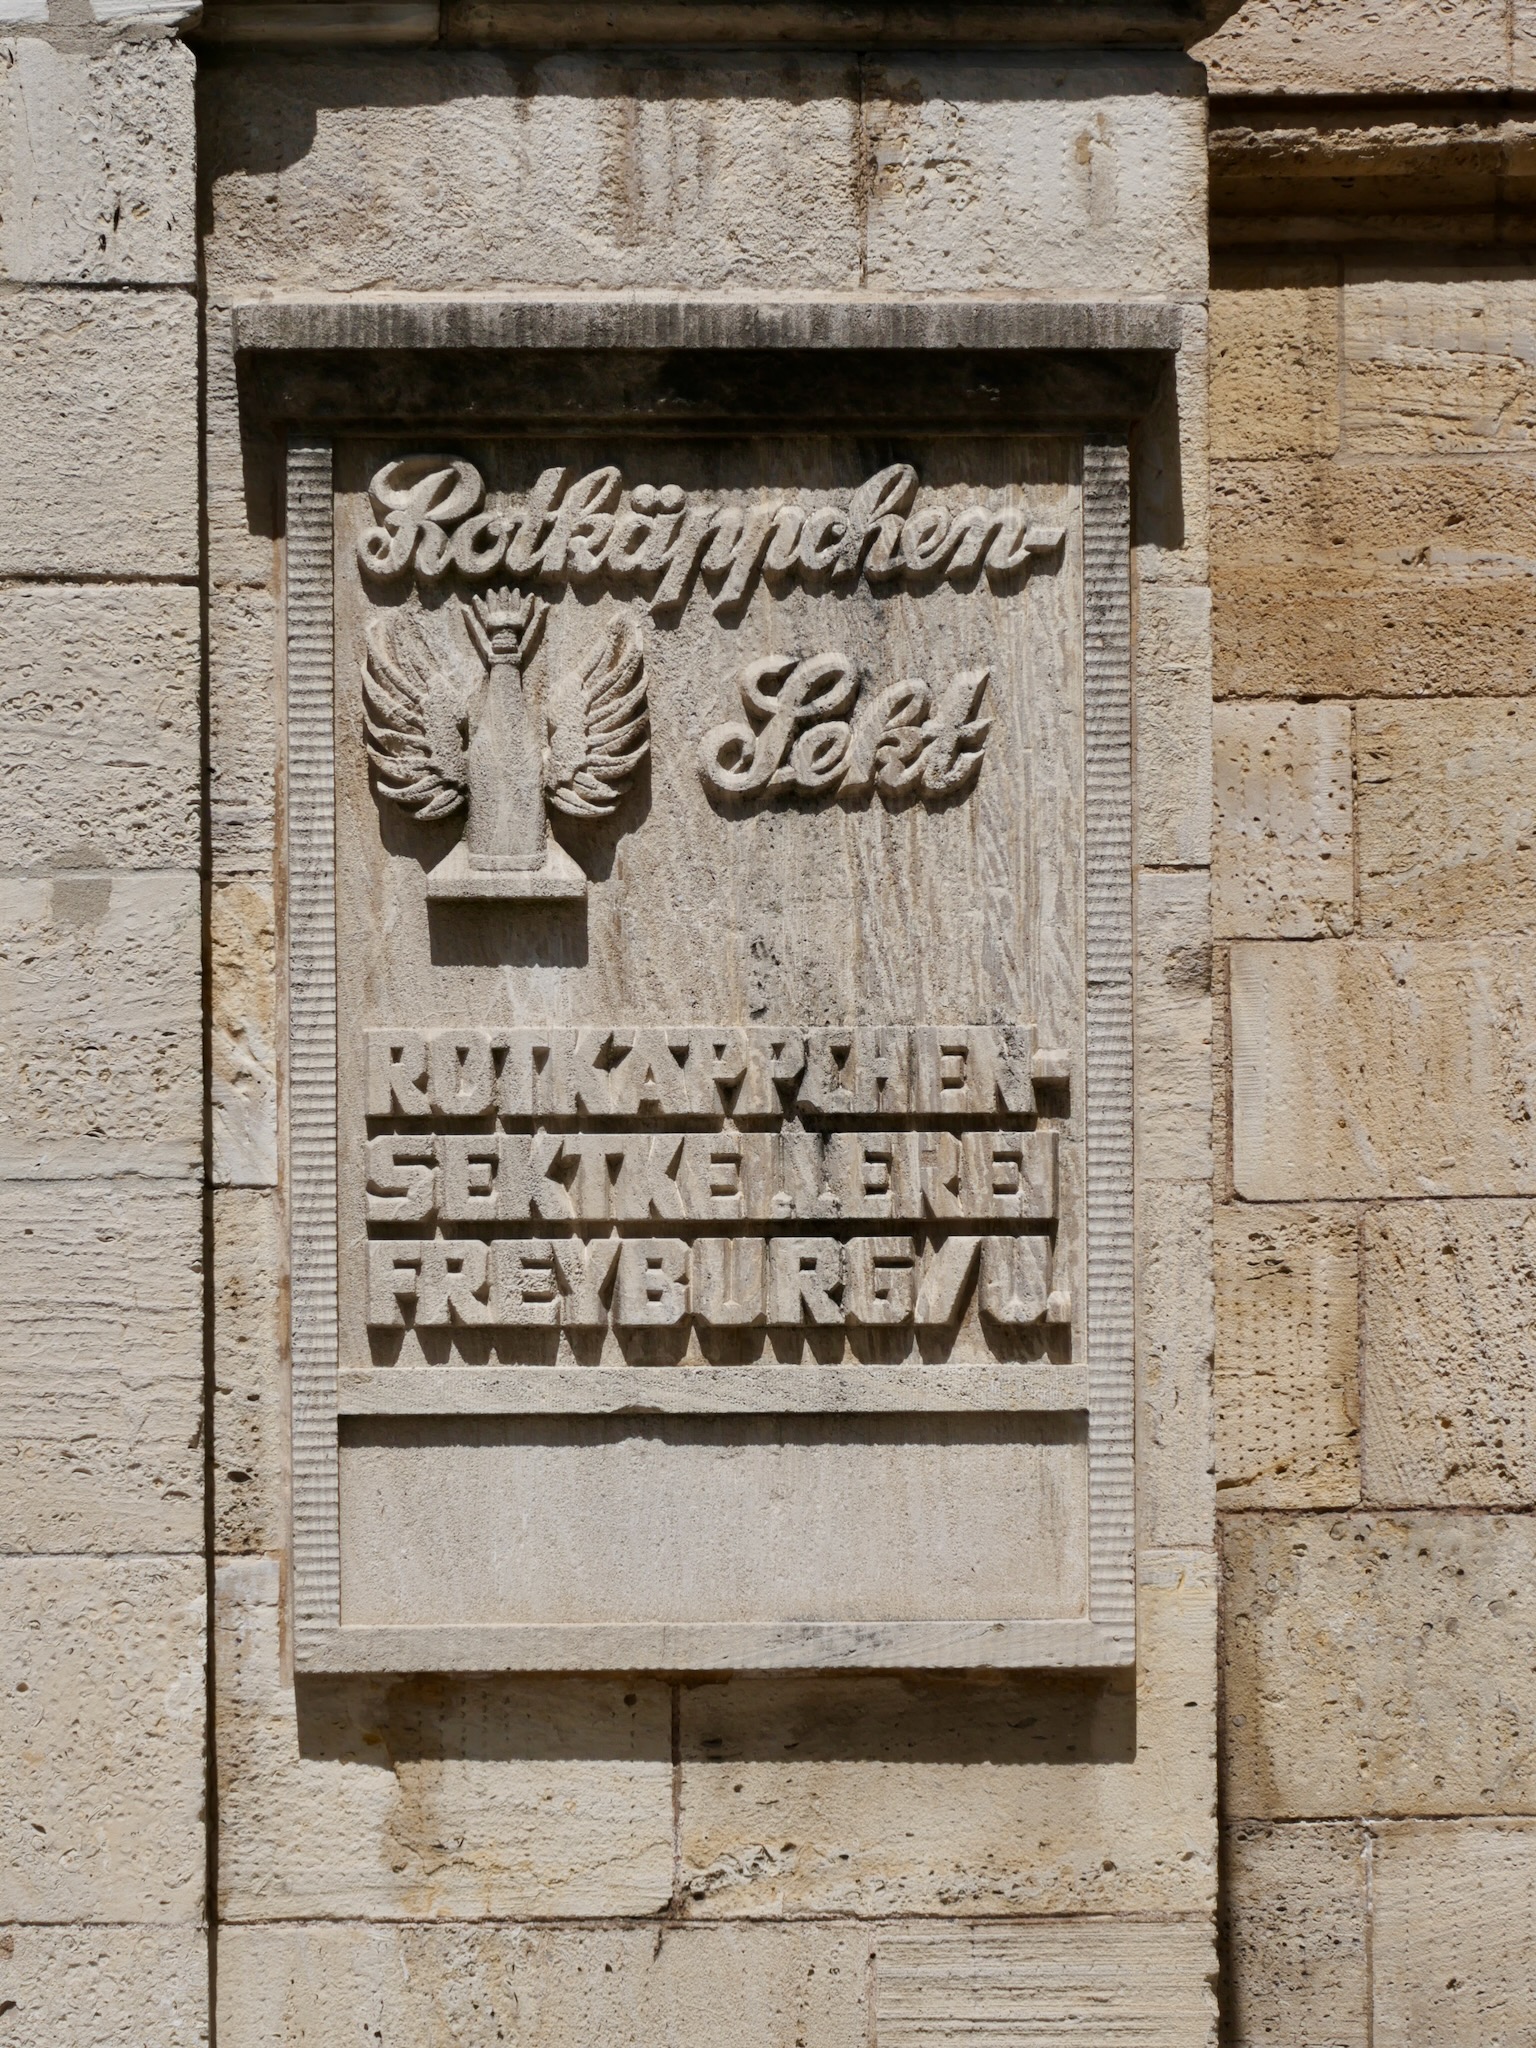 Rotkäppchen-
Sekt
ROTKÄPPCHEN-
SEKTKELLEREI
FREYBURG/U.